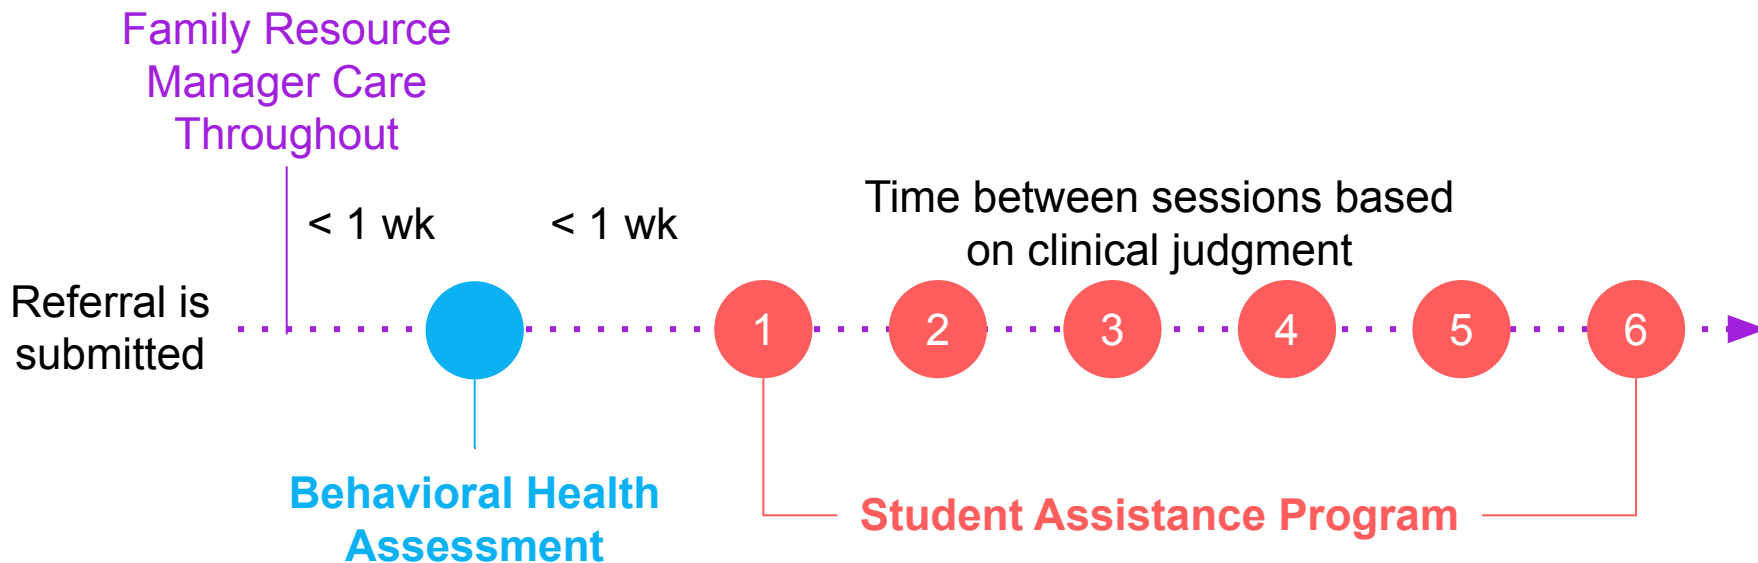 Family Resource
Manager Care
Throughout
< 1 wk
< 1 wk
Time between sessions based
on clinical judgment
Referral is
submitted
1
2
3
4
5
6
Behavioral Health
Assessment
Student Assistance Program